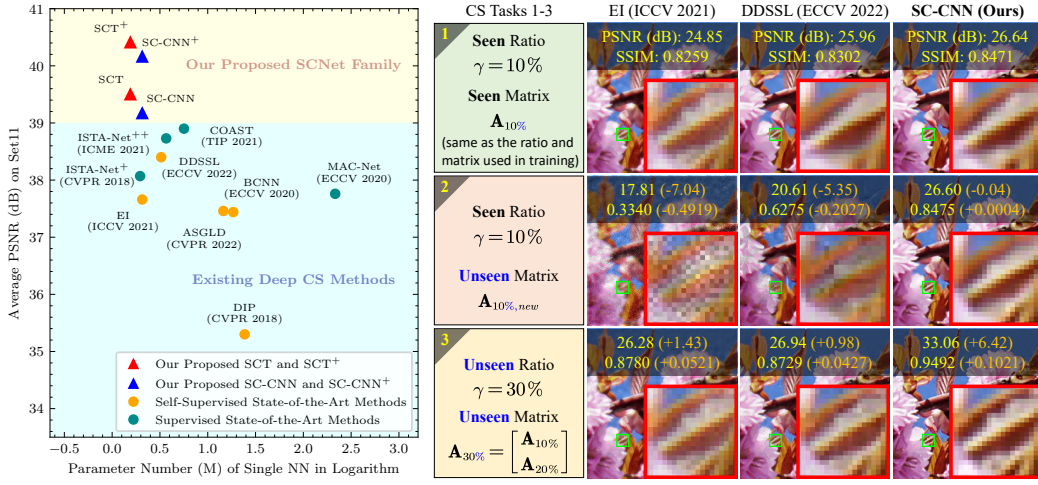 Average PSNR (dB) on Set11
41
40
39
38
37
36
35
34
SCT+
SC-CNN+
Our Proposed SCNet Family
SCT
SC-CNN
ISTA-Net++
(ICME 2021)
COAST
(TIP 2021)
DDSSL
(ECCV 2022)
ISTA-Net+
(CVPR 2018)
MAC-Net
(ECCV 2020)
BCNN
(ECCV 2020)
EI
(ICCV 2021)
ASGLD
(CVPR 2022)
Existing Deep CS Methods
DIP
(CVPR 2018)
Our Proposed SCT and SCT+
Our Proposed SC-CNN and SC-CNN+
Self-Supervised State-of-the-Art Methods
Supervised State-of-the-Art Methods
−0.5 0.0 0.5 1.0 1.5 2.0 2.5 3.0
Parameter Number (M) of Single NN in Logarithm
CS Tasks 1-3 EI (ICCV 2021) DDSSL (ECCV 2022) SC-CNN (Ours)
1
Seen Ratio
γ = 10%
Seen Matrix
A10%
(same as the ratio and
matrix used in training)
PSNR (dB): 24.85
SSIM: 0.8259
PSNR (dB): 25.96
SSIM: 0.8302
PSNR (dB): 26.64
SSIM: 0.8471
2
Seen Ratio
γ = 10%
Unseen Matrix
A10%,new
17.81 (-7.04)
0.3340 (-0.4919)
20.61 (-5.35)
0.6275 (-0.2027)
26.60 (-0.04)
0.8475 (+0.0004)
3
Unseen Ratio
γ = 30%
Unseen Matrix
A30% = [A10%
A20%]
26.28 (+1.43)
0.8780 (+0.0521)
26.94 (+0.98)
0.8729 (+0.0427)
33.06 (+6.42)
0.9492 (+0.1021)